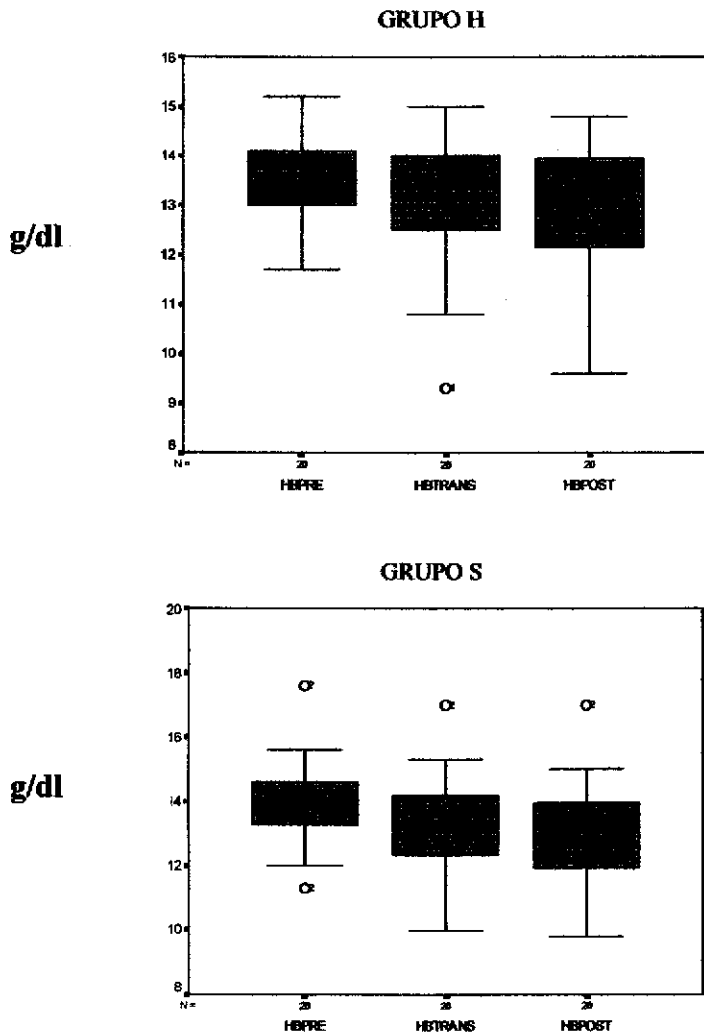 GRUPO H
16
15
14
13
12
11
10
9
8
g/dl
N = 20 20 20
HBPRE HBTRANS HBPOST
GRUPO S
20
18
16
14
12
10
8
g/dl
N = 20 20 20
HBPRE HBTRANS HBPOST